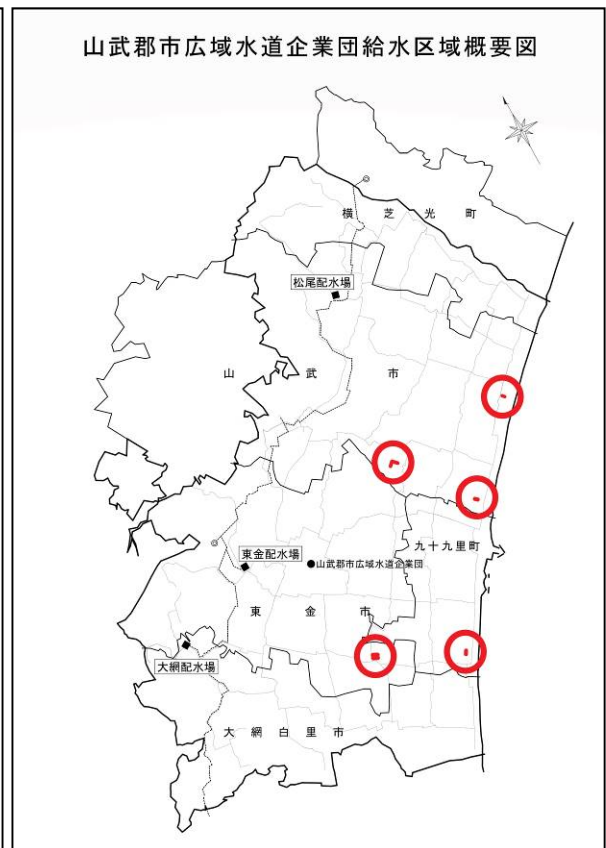 山武郡市広域水道企業団給水区域概要図
横芝光町
松尾配水場
山武市
九十九里町
東金配水場
山武郡市広域水道企業団
東金市
大網配水場
大網白里市